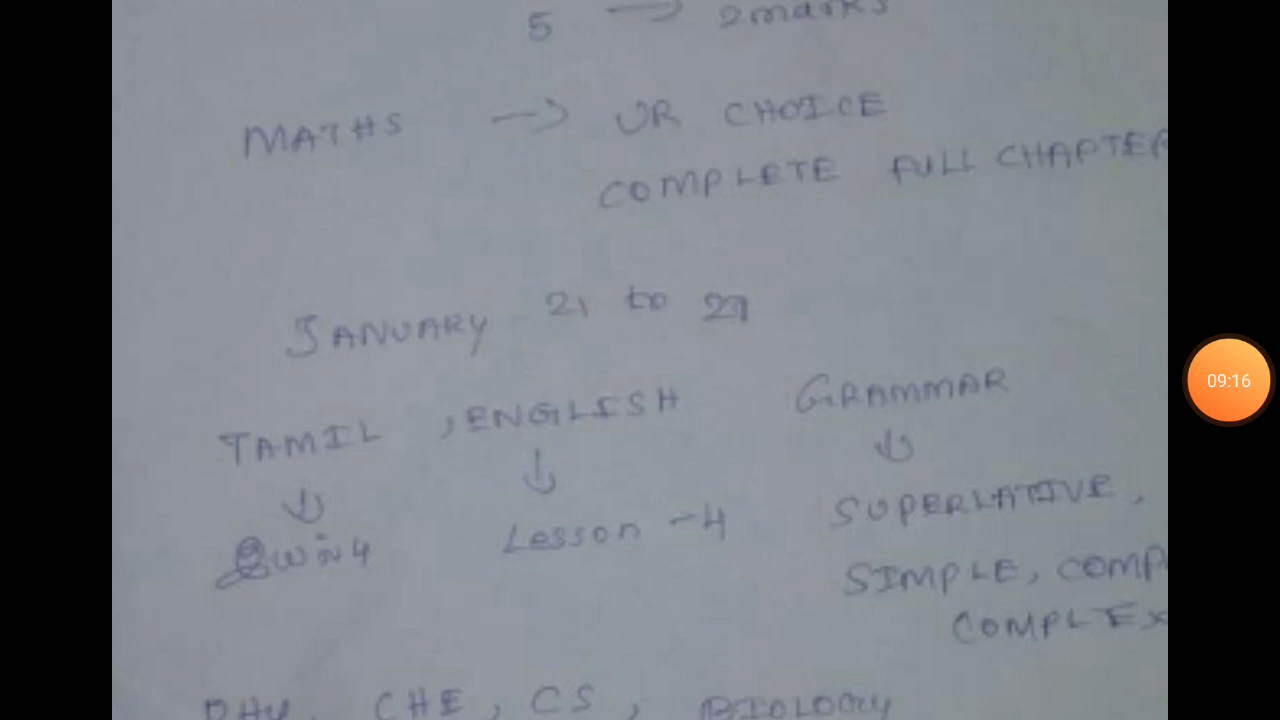 5 → 2marks
MATHS → UR CHOICE
COMPLETE FULL CHAPTER
JANUARY 21 to 27
TAMIL , ENGLISH GRAMMAR
↓ ↓ ↓
இயல் 4 Lesson - 4 SUPERLATIVE,
SIMPLE, COMP
COMPLEX
PHY, CHE, CS, BIOLOGY
09:16